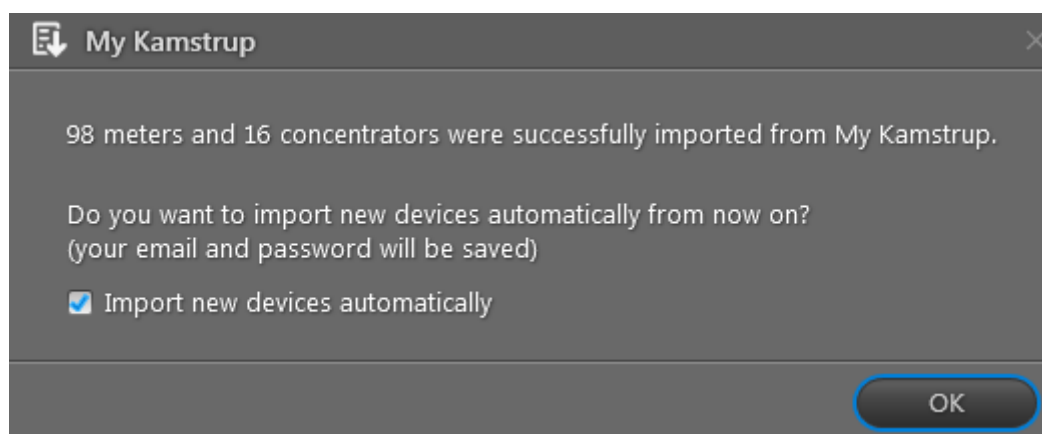 My Kamstrup
98 meters and 16 concentrators were successfully imported from My Kamstrup.
Do you want to import new devices automatically from now on?
(your email and password will be saved)
Import new devices automatically
OK